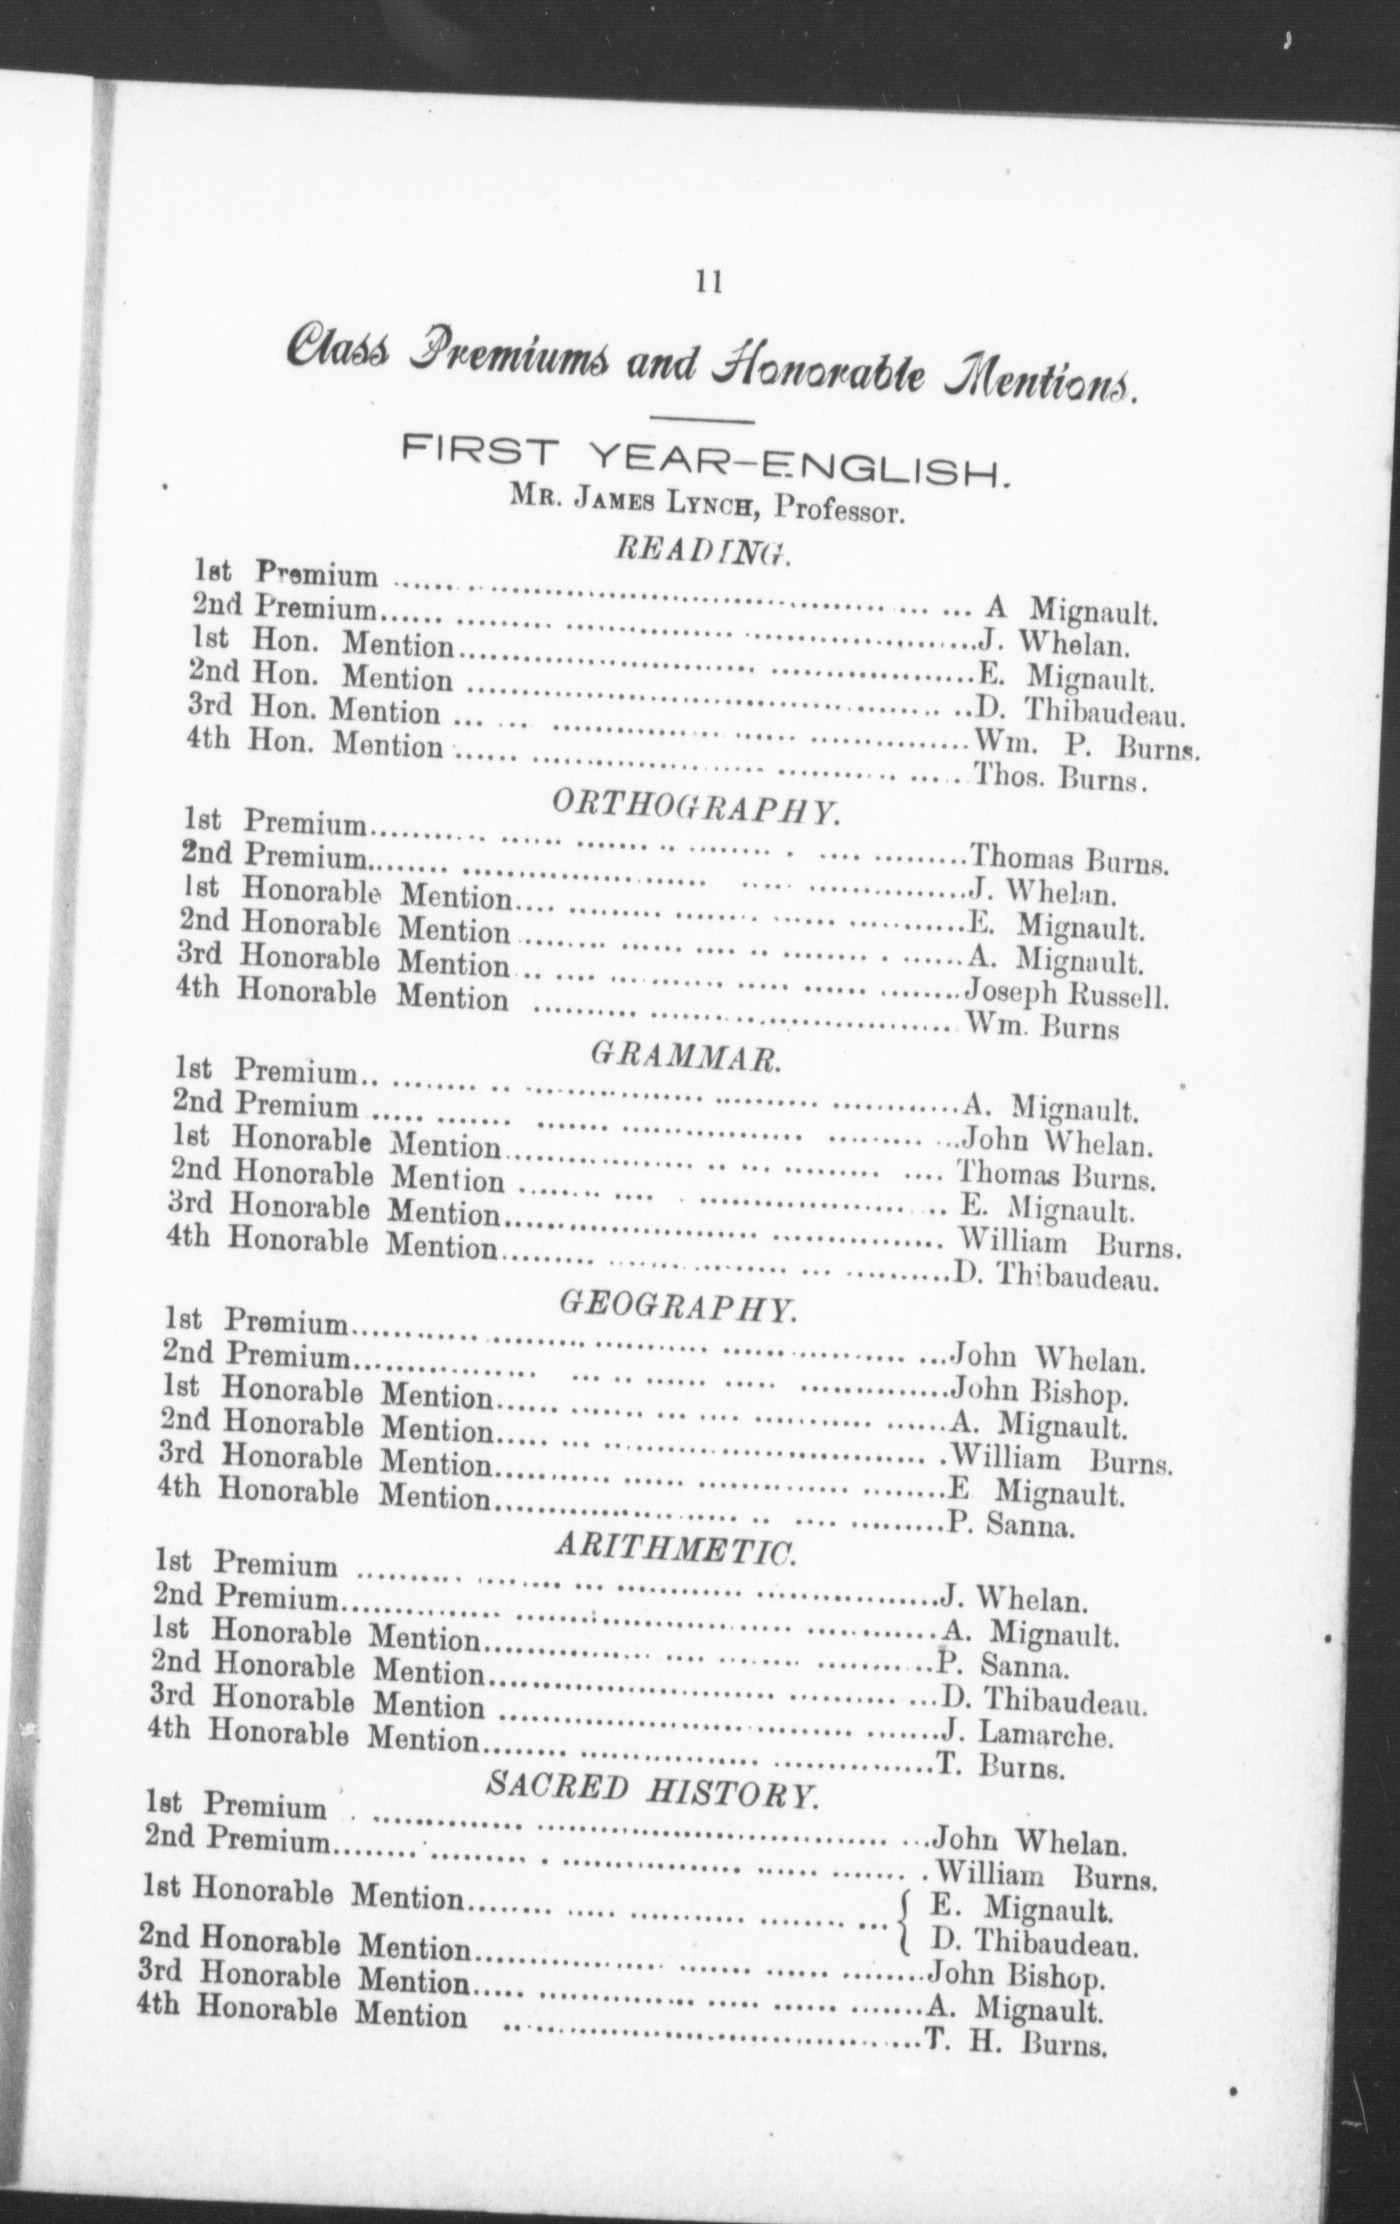 11
Class Premiums and Honorable Mentions.
FIRST YEAR-ENGLISH.
MR. JAMES LYNCH, Professor.
READING.
1st Premium ........ A Mignault.
2nd Premium........J. Whelan.
1st Hon. Mention........E. Mignault.
2nd Hon. Mention ........D. Thibaudeau.
3rd Hon. Mention ........Wm. P. Burns.
4th Hon. Mention ........Thos. Burns.
ORTHOGRAPHY.
1st Premium........Thomas Burns.
2nd Premium........J. Whelan.
1st Honorable Mention........E. Mignault.
2nd Honorable Mention........A. Mignault.
3rd Honorable Mention........Joseph Russell.
4th Honorable Mention ........ Wm. Burns
GRAMMAR.
1st Premium........A. Mignault.
2nd Premium ........John Whelan.
1st Honorable Mention........ Thomas Burns.
2nd Honorable Mention ........ E. Mignault.
3rd Honorable Mention........ William Burns.
4th Honorable Mention........D. Thibaudeau.
GEOGRAPHY.
1st Premium........John Whelan.
2nd Premium........John Bishop.
1st Honorable Mention........A. Mignault.
2nd Honorable Mention........William Burns.
3rd Honorable Mention........E Mignault.
4th Honorable Mention........P. Sanna.
ARITHMETIC.
1st Premium ........J. Whelan.
2nd Premium........A. Mignault.
1st Honorable Mention........P. Sanna.
2nd Honorable Mention........D. Thibaudeau.
3rd Honorable Mention ........J. Lamarche.
4th Honorable Mention........T. Burns.
SACRED HISTORY.
1st Premium ........John Whelan.
2nd Premium........William Burns.
1st Honorable Mention........{ E. Mignault.
D. Thibaudeau.
2nd Honorable Mention........John Bishop.
3rd Honorable Mention........A. Mignault.
4th Honorable Mention ........T. H. Burns.